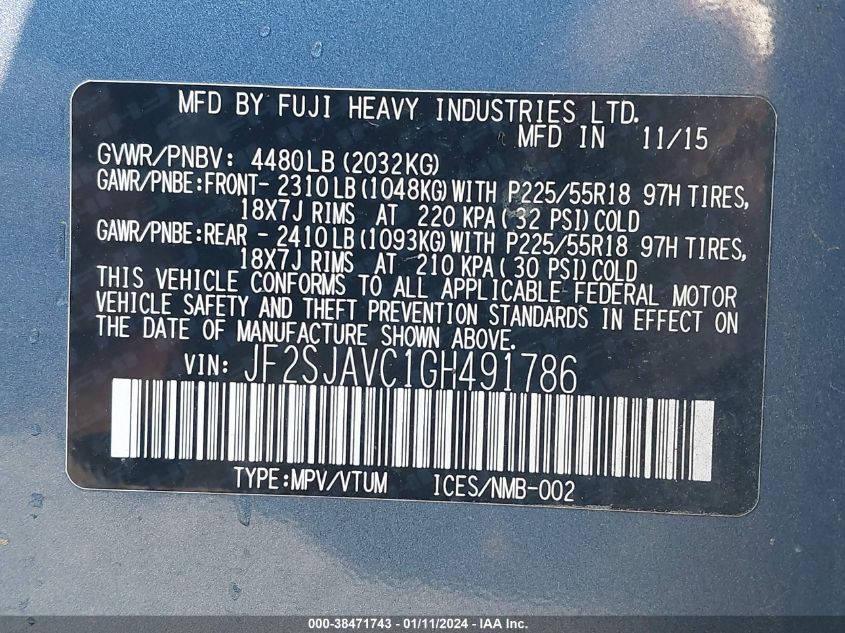 MFD BY FUJI HEAVY INDUSTRIES LTD.
MFD IN 11/15
GVWR/PNBV: 4480LB(2032KG)
GAWR/PNBE:FRONT- 2310LB(1048KG)WITH P225/55R18 97H TIRES,
18X7J RIMS AT 220 KPA( 32 PSI)COLD
GAWR/PNBE:REAR - 2410LB(1093KG)WITH P225/55R18 97H TIRES,
18X7J RIMS AT 210 KPA( 30 PSI)COLD
THIS VEHICLE CONFORMS TO ALL APPLICABLE FEDERAL MOTOR
VEHICLE SAFETY AND THEFT PREVENTION STANDARDS IN EFFECT ON
THE DATE OF MANUFACTURE SHOWN ABOVE.
VIN: JF2SJAVC1GH491786
TYPE:MPV/VTUM ICES/NMB-002
000-38471743 - 01/11/2024 - IAA Inc.